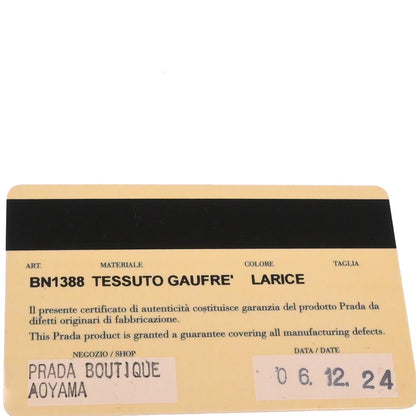 ART. MATERIALE COLORE TAGLIA
BN1388 TESSUTO GAUFRE' LARICE
Il presente certificato di autenticità costituisce garanzia del prodotto Prada da
difetti originari di fabbricazione.
This Prada product is granted a guarantee covering all manufacturing defects.
NEGOZIO / SHOP DATA / DATE
PRADA BOUTIQUE 06.12.24
AOYAMA